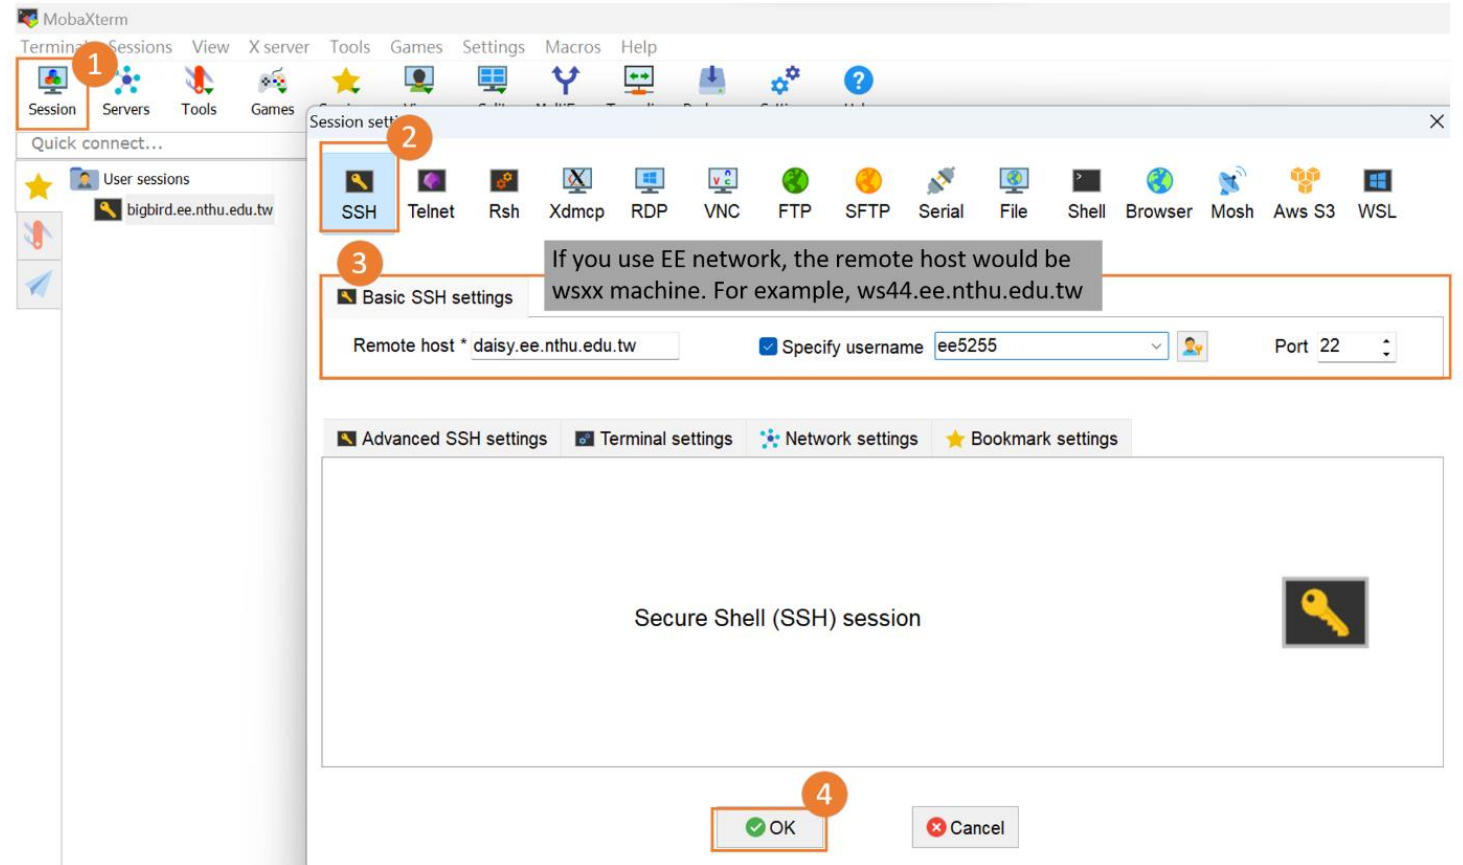 MobaXterm
Terminal Sessions View X server Tools Games Settings Macros Help
1
Session Servers Tools Games
Session sett
2
Quick connect...
User sessions
bigbird.ee.nthu.edu.tw
SSH Telnet Rsh Xdmcp RDP VNC FTP SFTP Serial File Shell Browser Mosh Aws S3 WSL
3
If you use EE network, the remote host would be
wsxx machine. For example, ws44.ee.nthu.edu.tw
Basic SSH settings
Remote host * daisy.ee.nthu.edu.tw Specify username ee5255 Port 22
Advanced SSH settings Terminal settings Network settings Bookmark settings
Secure Shell (SSH) session
4
OK Cancel